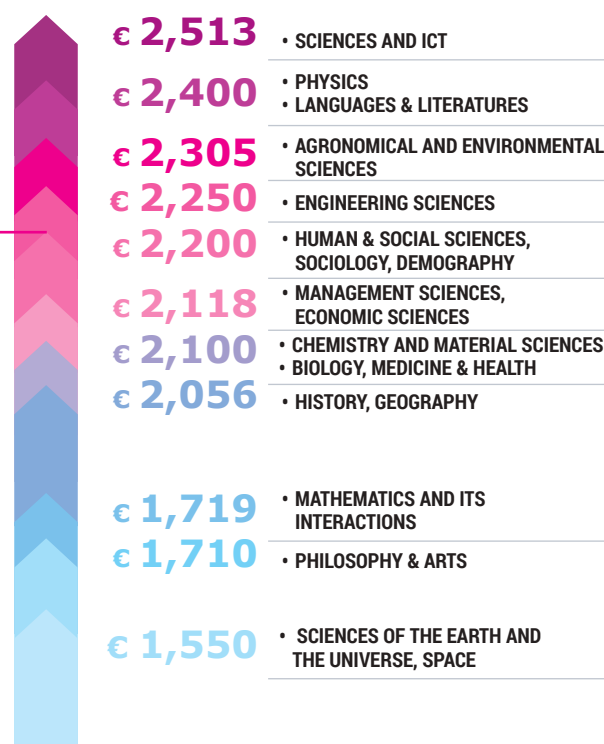 € 2,513 • SCIENCES AND ICT
€ 2,400 • PHYSICS
• LANGUAGES & LITERATURES
€ 2,305 • AGRONOMICAL AND ENVIRONMENTAL
SCIENCES
€ 2,250 • ENGINEERING SCIENCES
€ 2,200 • HUMAN & SOCIAL SCIENCES,
SOCIOLOGY, DEMOGRAPHY
€ 2,118 • MANAGEMENT SCIENCES,
ECONOMIC SCIENCES
€ 2,100 • CHEMISTRY AND MATERIAL SCIENCES
• BIOLOGY, MEDICINE & HEALTH
€ 2,056 • HISTORY, GEOGRAPHY
€ 1,719 • MATHEMATICS AND ITS
INTERACTIONS
€ 1,710 • PHILOSOPHY & ARTS
€ 1,550 • SCIENCES OF THE EARTH AND
THE UNIVERSE, SPACE